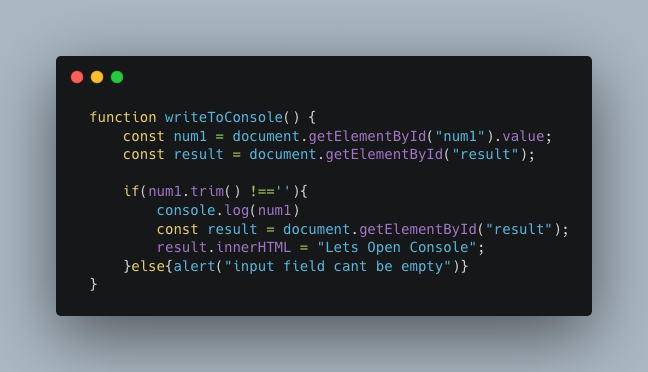 function writeToConsole() {
    const num1 = document.getElementById("num1").value;
    const result = document.getElementById("result");

    if(num1.trim() !==''){
        console.log(num1)
        const result = document.getElementById("result");
        result.innerHTML = "Lets Open Console";
    }else{alert("input field cant be empty")}
}